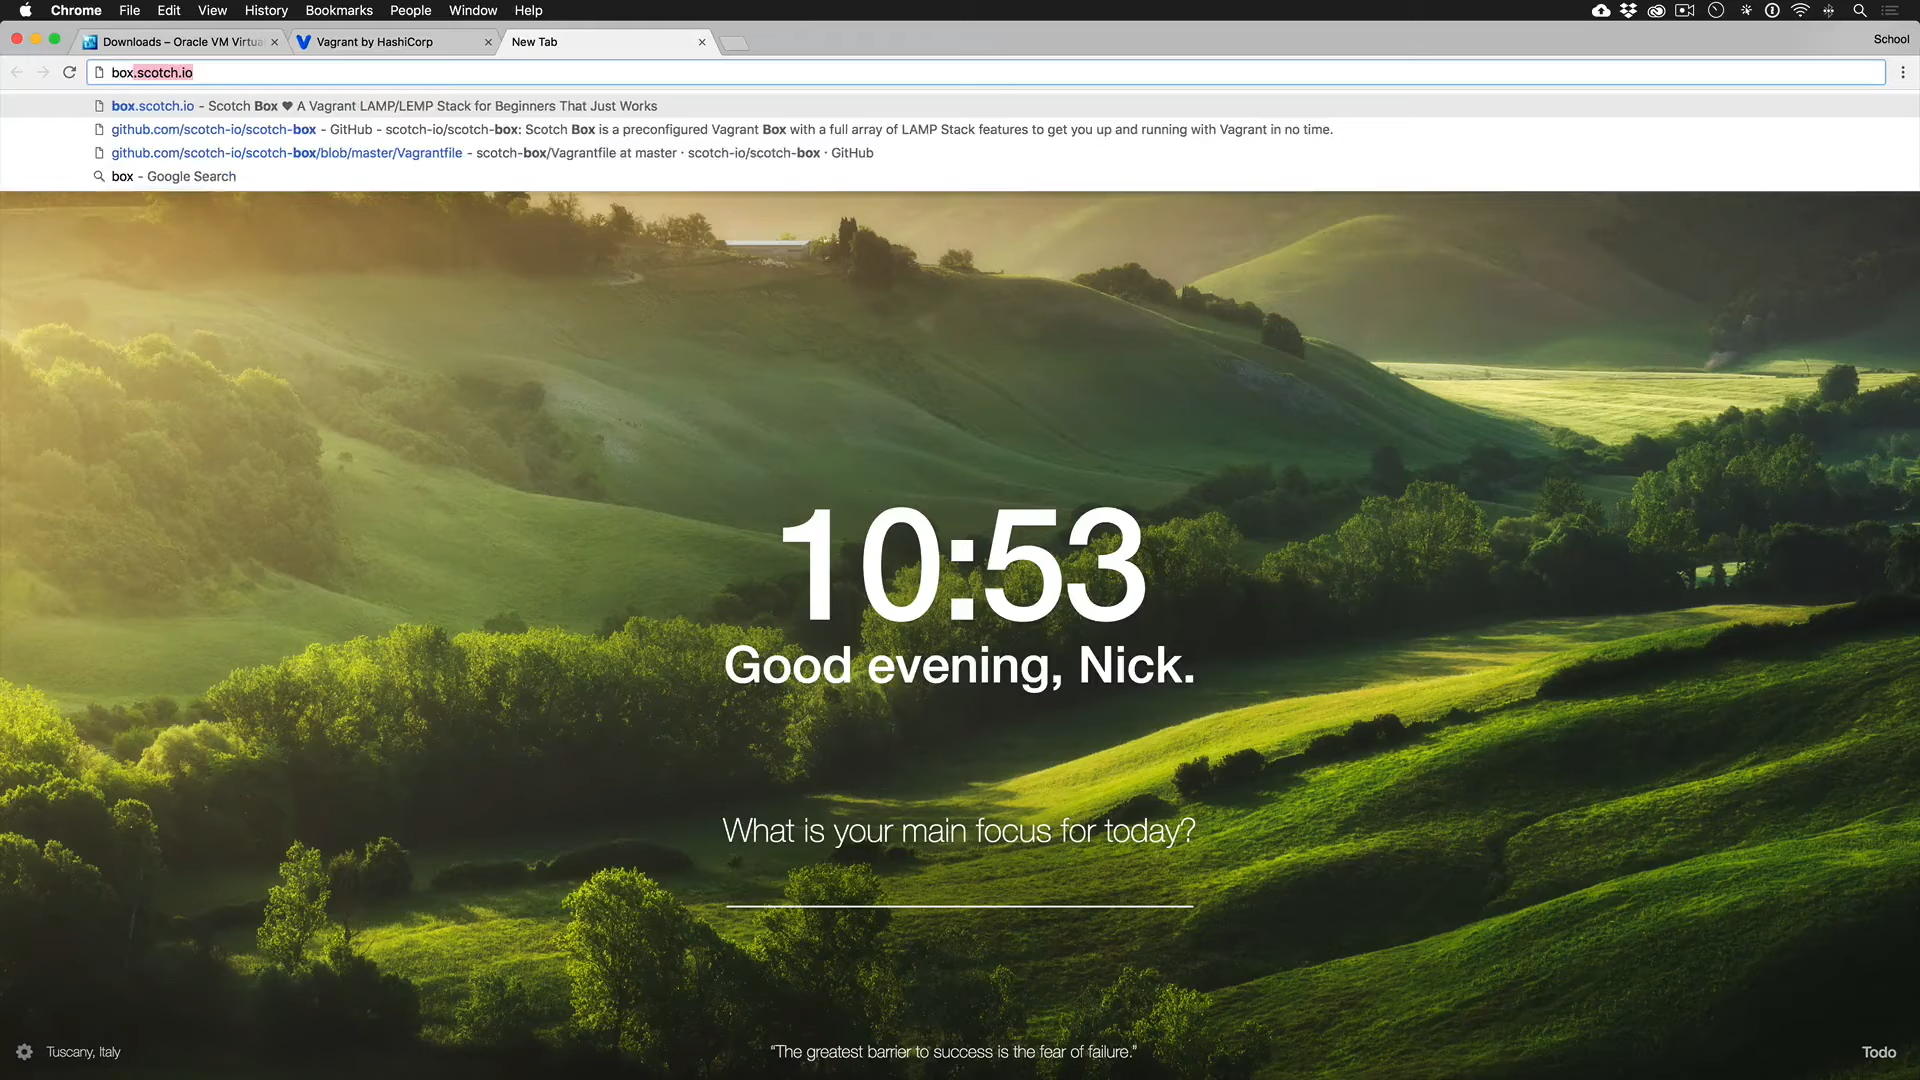 Chrome File Edit View History Bookmarks People Window Help
Downloads – Oracle VM Virtua
Vagrant by HashiCorp
New Tab
School
box.scotch.io
box.scotch.io - Scotch Box ❤ A Vagrant LAMP/LEMP Stack for Beginners That Just Works
github.com/scotch-io/scotch-box - GitHub - scotch-io/scotch-box: Scotch Box is a preconfigured Vagrant Box with a full array of LAMP Stack features to get you up and running with Vagrant in no time.
github.com/scotch-io/scotch-box/blob/master/Vagrantfile - scotch-box/Vagrantfile at master · scotch-io/scotch-box · GitHub
box - Google Search
10:53
Good evening, Nick.
What is your main focus for today?
Tuscany, Italy
“The greatest barrier to success is the fear of failure.”
Todo